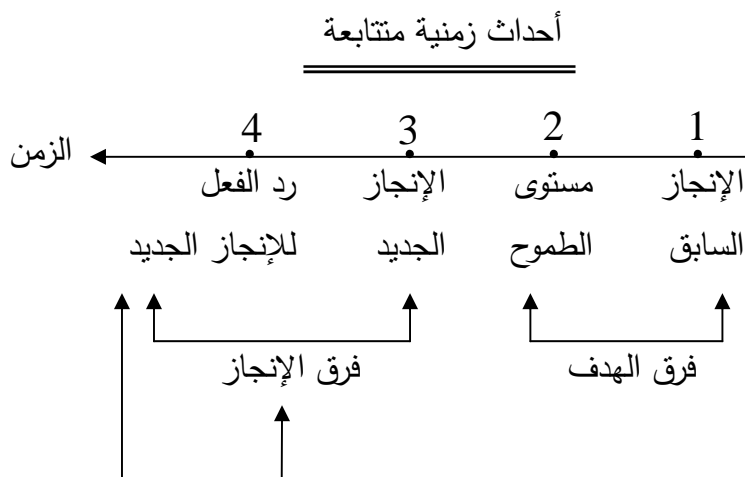 أحداث زمنية متتابعة
1 2 3 4
الزمن
الإنجاز مستوى الإنجاز رد الفعل
السابق الطموح الجديد للإنجاز الجديد
فرق الهدف فرق الإنجاز